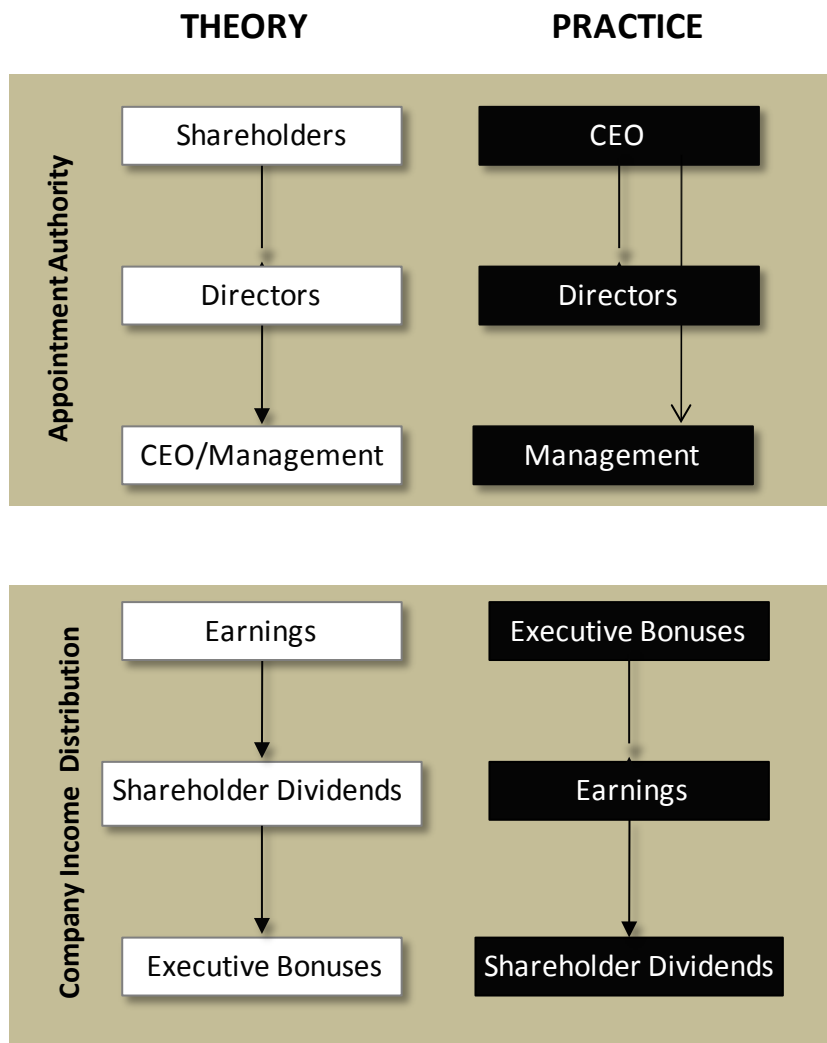 THEORY
PRACTICE
Appointment Authority
Shareholders
CEO
Directors
Directors
CEO/Management
Management
Company Income Distribution
Earnings
Executive Bonuses
Shareholder Dividends
Earnings
Executive Bonuses
Shareholder Dividends